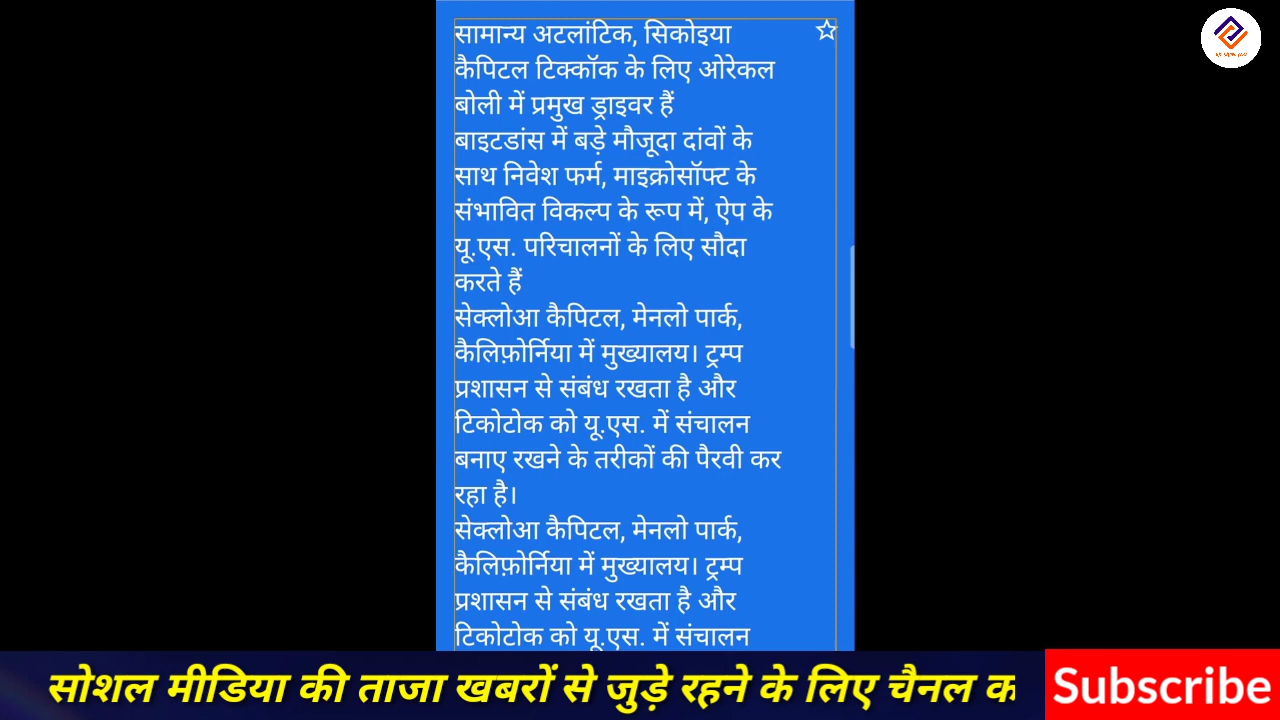 सामान्य अटलांटिक, सिकोइया
कैपिटल टिक्कॉक के लिए ओरेकल
बोली में प्रमुख ड्राइवर हैं
बाइटडांस में बड़े मौजूदा दांवों के
साथ निवेश फर्म, माइक्रोसॉफ्ट के
संभावित विकल्प के रूप में, ऐप के
यू.एस. परिचालनों के लिए सौदा
करते हैं
सेक्लोआ कैपिटल, मेनलो पार्क,
कैलिफ़ोर्निया में मुख्यालय। ट्रम्प
प्रशासन से संबंध रखता है और
टिकोटोक को यू.एस. में संचालन
बनाए रखने के तरीकों की पैरवी कर
रहा है।
सेक्लोआ कैपिटल, मेनलो पार्क,
कैलिफ़ोर्निया में मुख्यालय। ट्रम्प
प्रशासन से संबंध रखता है और
टिकोटोक को यू.एस. में संचालन
सोशल मीडिया की ताजा खबरों से जुड़े रहने के लिए चैनल क
Subscribe